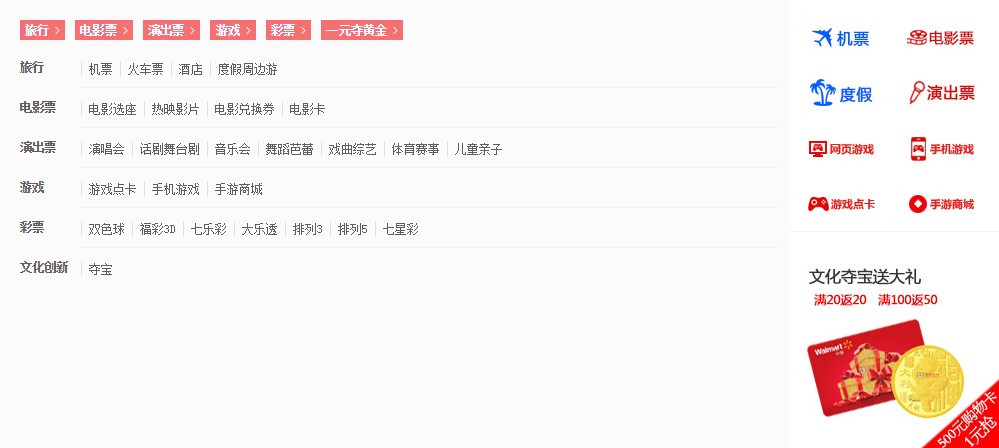 旅行 > 电影票 > 演出票 > 游戏 > 彩票 > 一元夺黄金 >
旅行 机票 火车票 酒店 度假周边游
电影票 电影选座 热映影片 电影兑换券 电影卡
演出票 演唱会 话剧舞台剧 音乐会 舞蹈芭蕾 戏曲综艺 体育赛事 儿童亲子
游戏 游戏点卡 手机游戏 手游商城
彩票 双色球 福彩3D 七乐彩 大乐透 排列3 排列5 七星彩
文化创新 夺宝
机票 电影票
度假 演出票
网页游戏 手机游戏
游戏点卡 手游商城
文化夺宝送大礼
满20返20 满100返50
Walmart
500元购物卡
1元抢